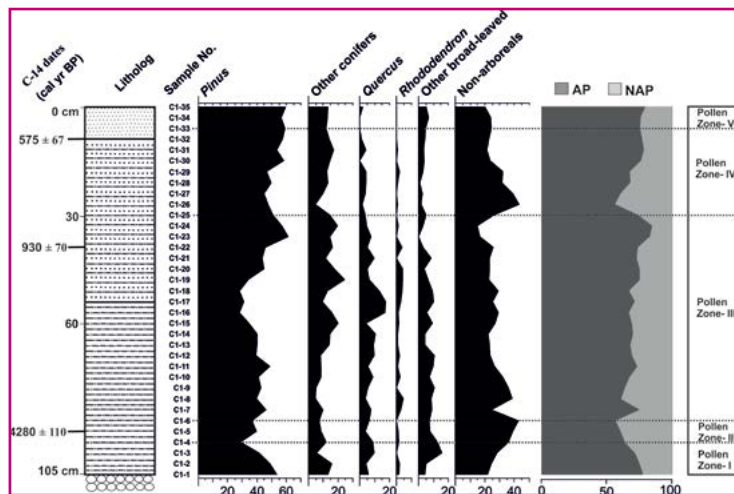 C-14 dates
(cal yr BP)
Litholog
Sample No.
Pinus
Other conifers
Quercus
Rhododendron
Other broad-leaved
Non-arboreals
AP
NAP
0 cm
575 ± 67
30
930 ± 70
60
4280 ± 110
105 cm
C1-35
C1-34
C1-33
C1-32
C1-31
C1-30
C1-29
C1-28
C1-27
C1-26
C1-25
C1-24
C1-23
C1-22
C1-21
C1-20
C1-19
C1-18
C1-17
C1-16
C1-15
C1-14
C1-13
C1-12
C1-11
C1-10
C1-9
C1-8
C1-7
C1-6
C1-5
C1-4
C1-3
C1-2
C1-1
Pollen
Zone- V
Pollen
Zone- IV
Pollen
Zone- III
Pollen
Zone- II
Pollen
Zone- I
20 40 60 20 20 20 20 40 0 50 100